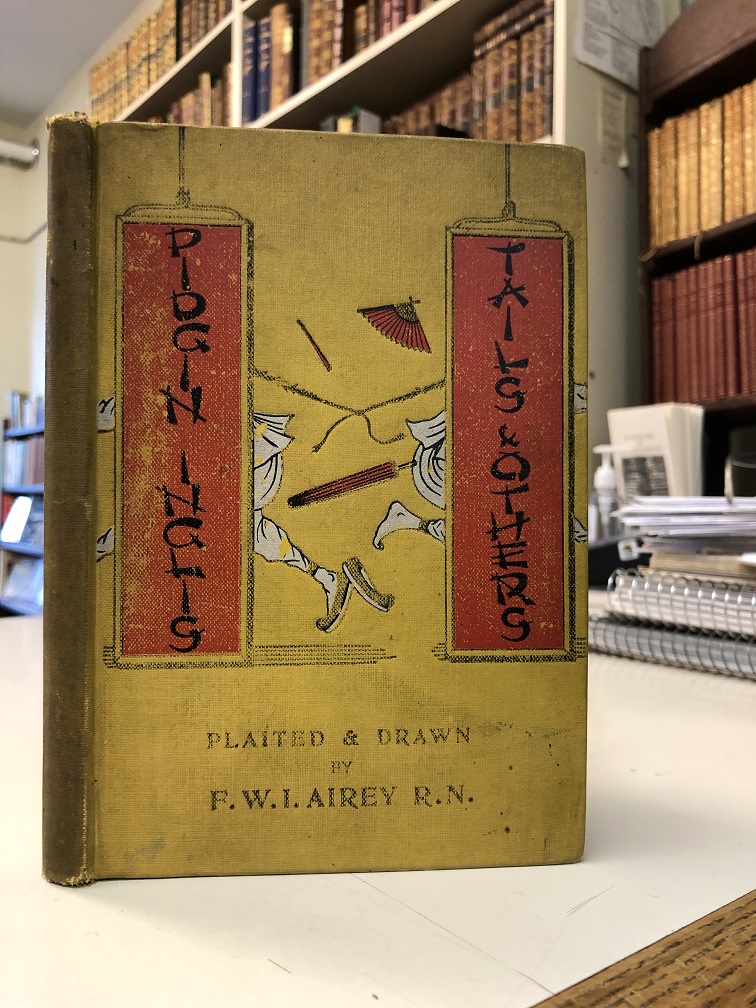 PIDGIN INGLIS
TAILS & OTHERS
PLAITED & DRAWN
BY
F.W.I. AIREY R.N.